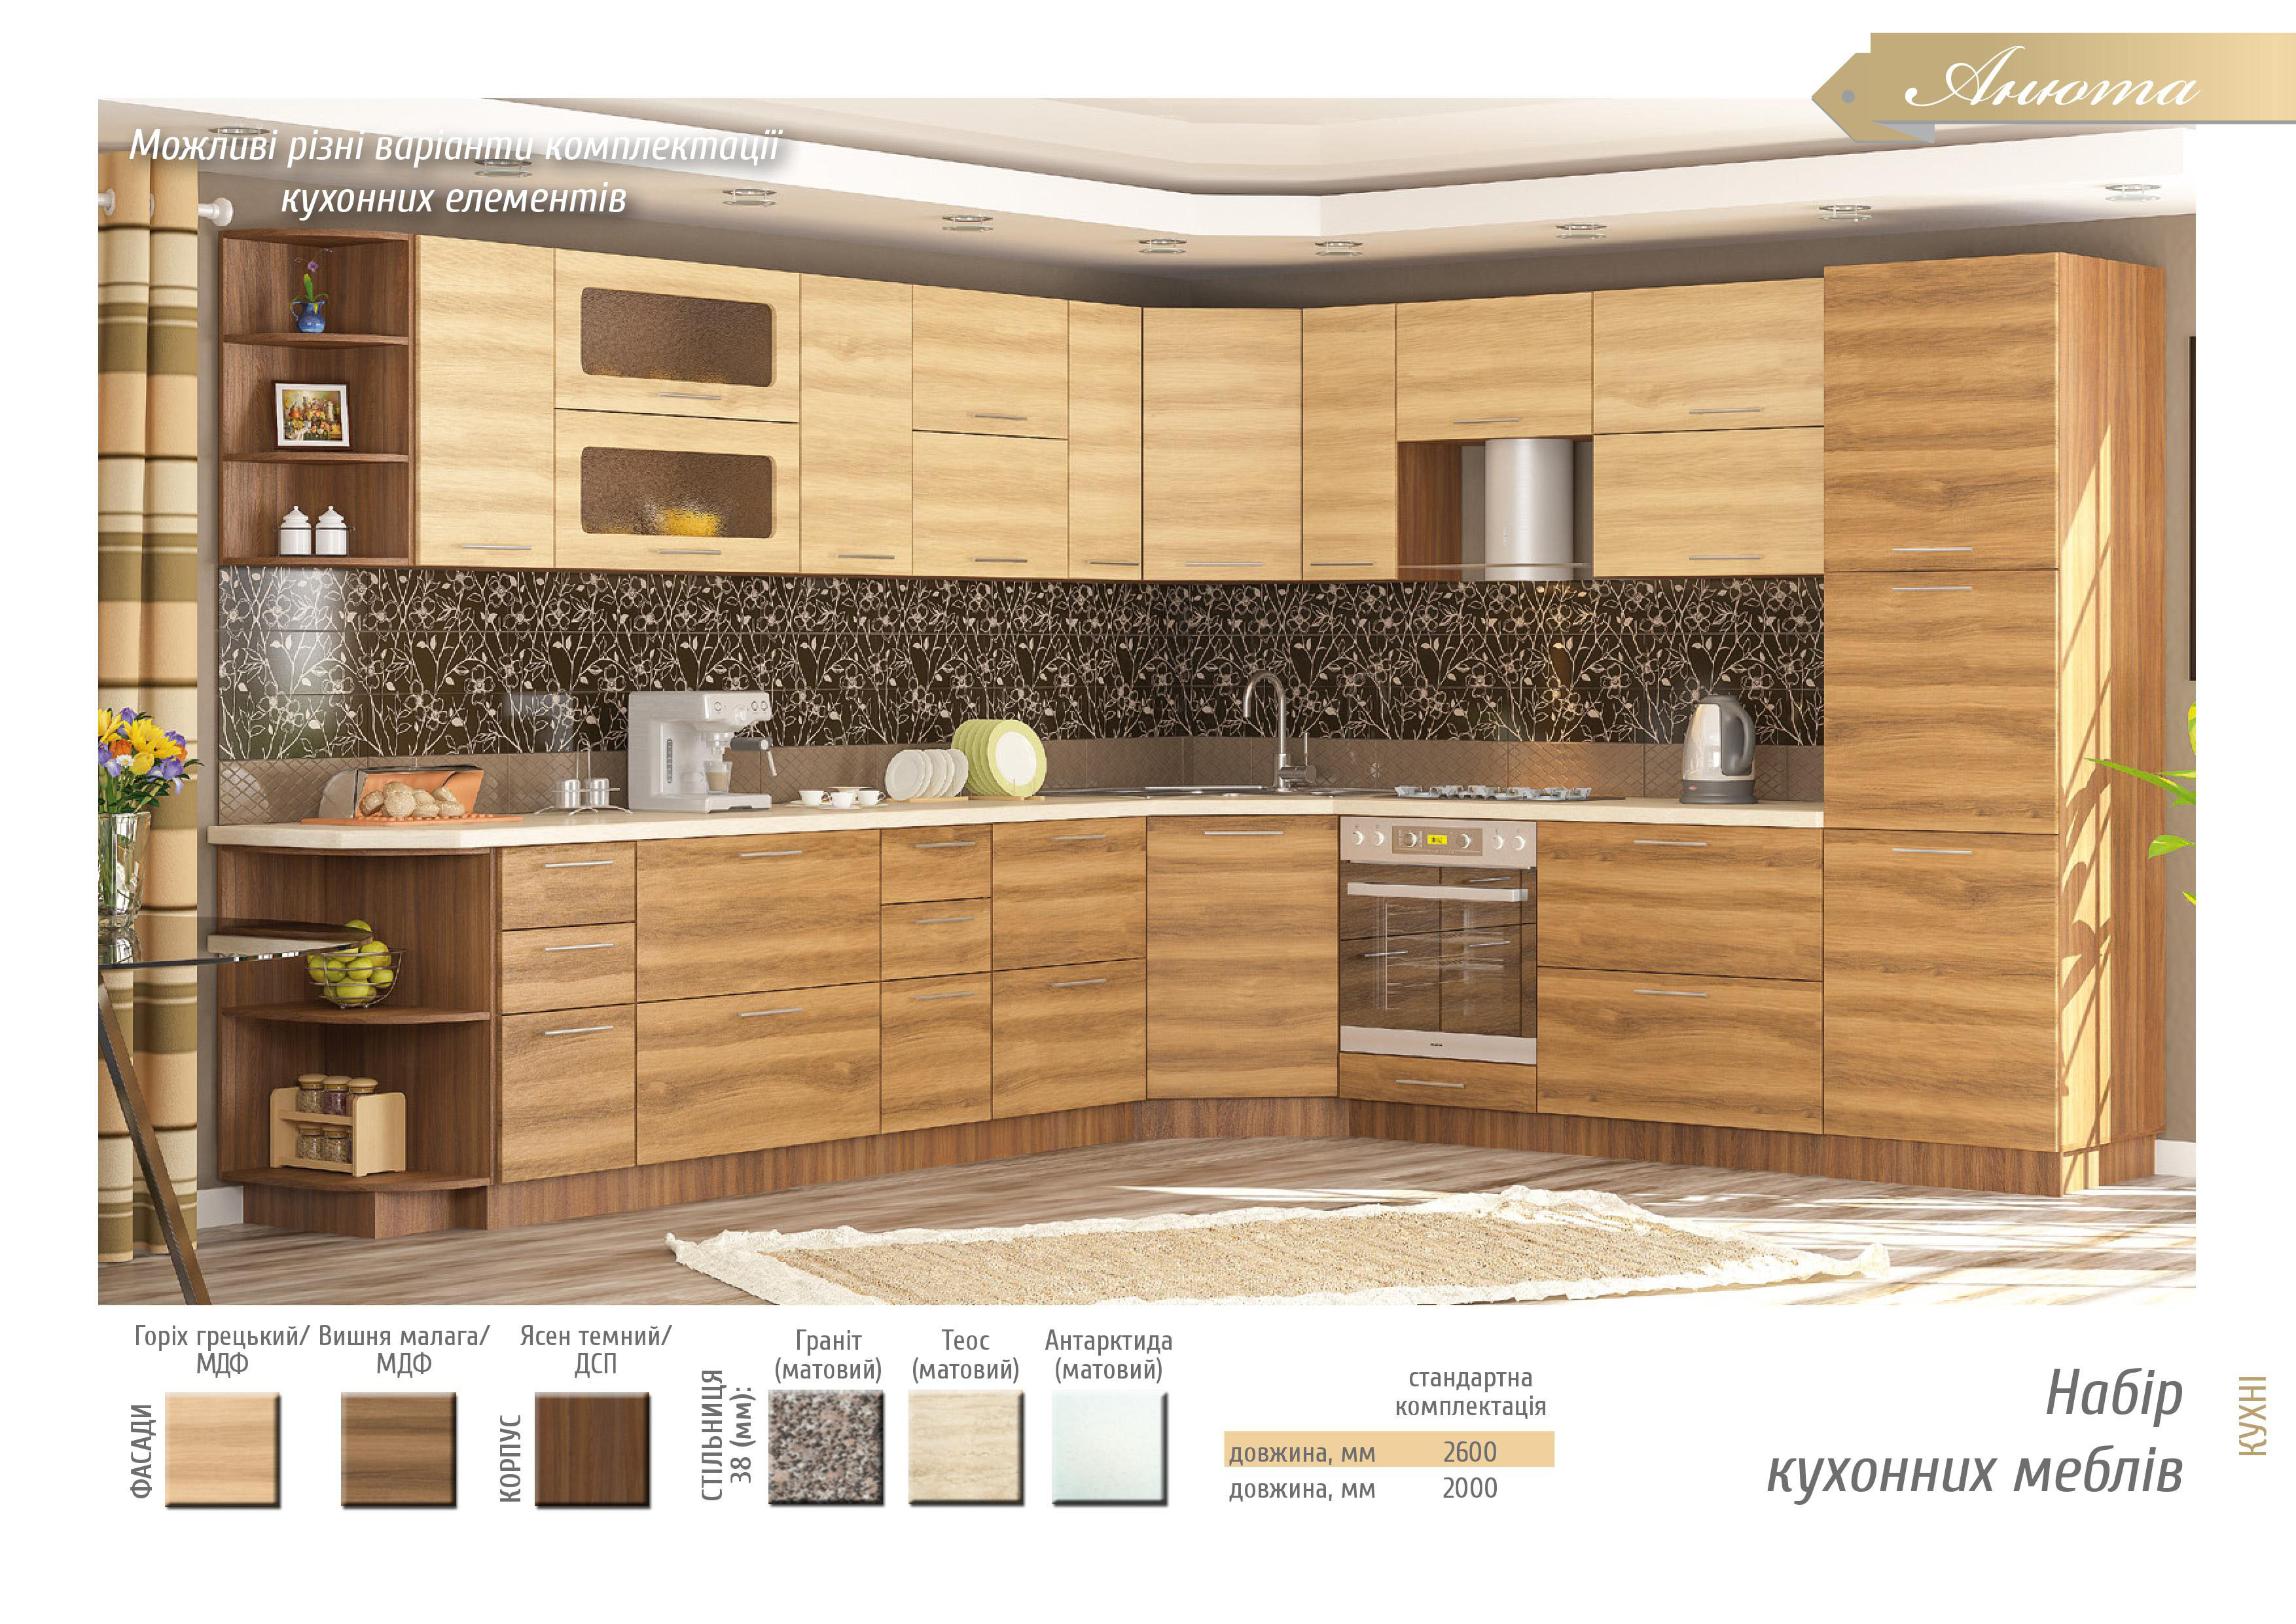 Анюта
Можливі різні варіанти комплектації
кухонних елементів
Горіх грецький/
МДФ
Вишня малага/
МДФ
Ясен темний/
ДСП
Граніт
(матовий)
Теос
(матовий)
Антарктида
(матовий)
ФАСАДИ
КОРПУС
СТІЛЬНИЦЯ
38 (мм):
стандартна
комплектація
довжина, мм 2600
довжина, мм 2000
Набір
кухонних меблів
КУХНІ